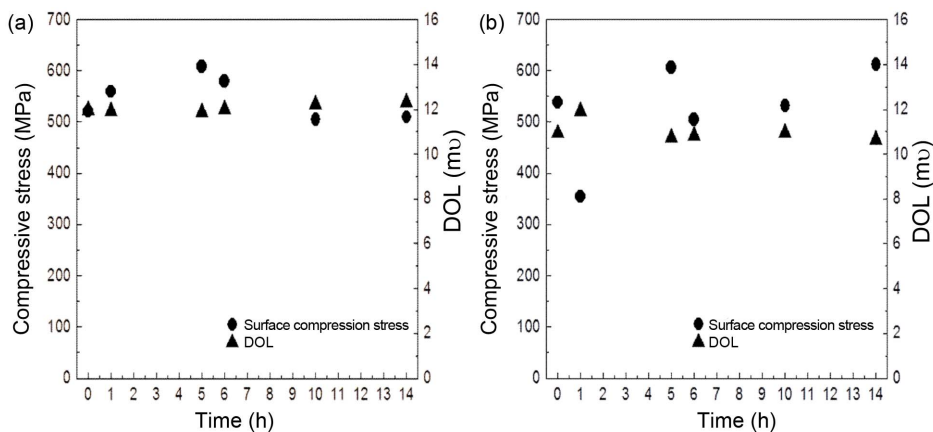 (a)
700
600
500
400
300
200
100
0
Compressive stress (MPa)
16
14
12
10
8
6
4
2
0
DOL (mυ)
Surface compression stress
DOL
0 1 2 3 4 5 6 7 8 9 10 11 12 13 14
Time (h)
(b)
700
600
500
400
300
200
100
0
Compressive stress (MPa)
16
14
12
10
8
6
4
2
0
DOL (mυ)
Surface compression stress
DOL
0 1 2 3 4 5 6 7 8 9 10 11 12 13 14
Time (h)